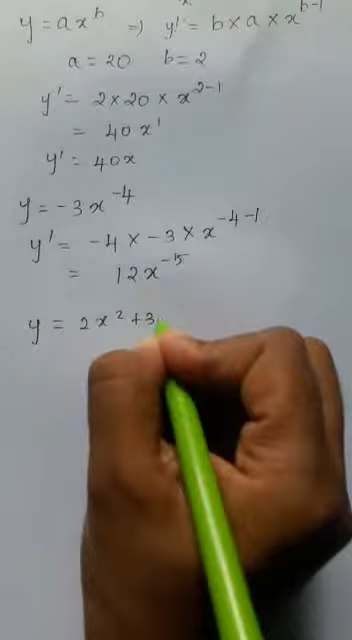 y = ax^b => y' = b × a × x^{b-1}
a = 20 b = 2
y' = 2 × 20 × x^{2-1}
= 40x^1
y' = 40x
y = -3x^{-4}
y' = -4 × -3 × x^{-4-1}
= 12x^{-5}
y = 2x^2 + 3